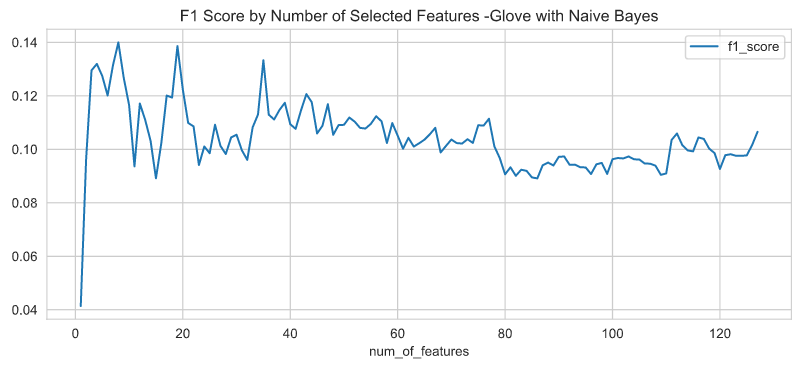 F1 Score by Number of Selected Features -Glove with Naive Bayes
f1_score
0.14
0.12
0.10
0.08
0.06
0.04
0 20 40 60 80 100 120
num_of_features